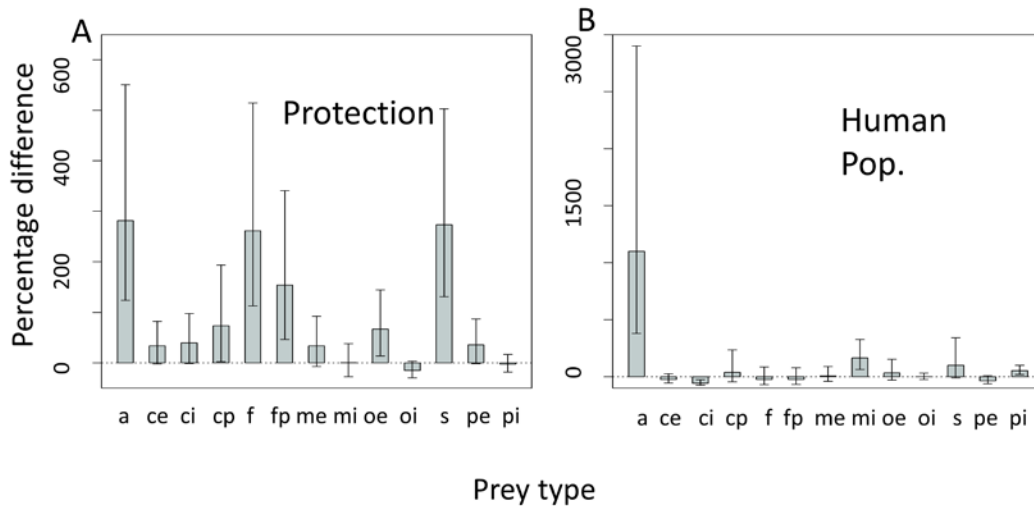 A
Percentage difference
600
400
200
0
Protection
a ce ci cp f fp me mi oe oi s pe pi
B
3000
1500
0
Human
Pop.
a ce ci cp f fp me mi oe oi s pe pi
Prey type